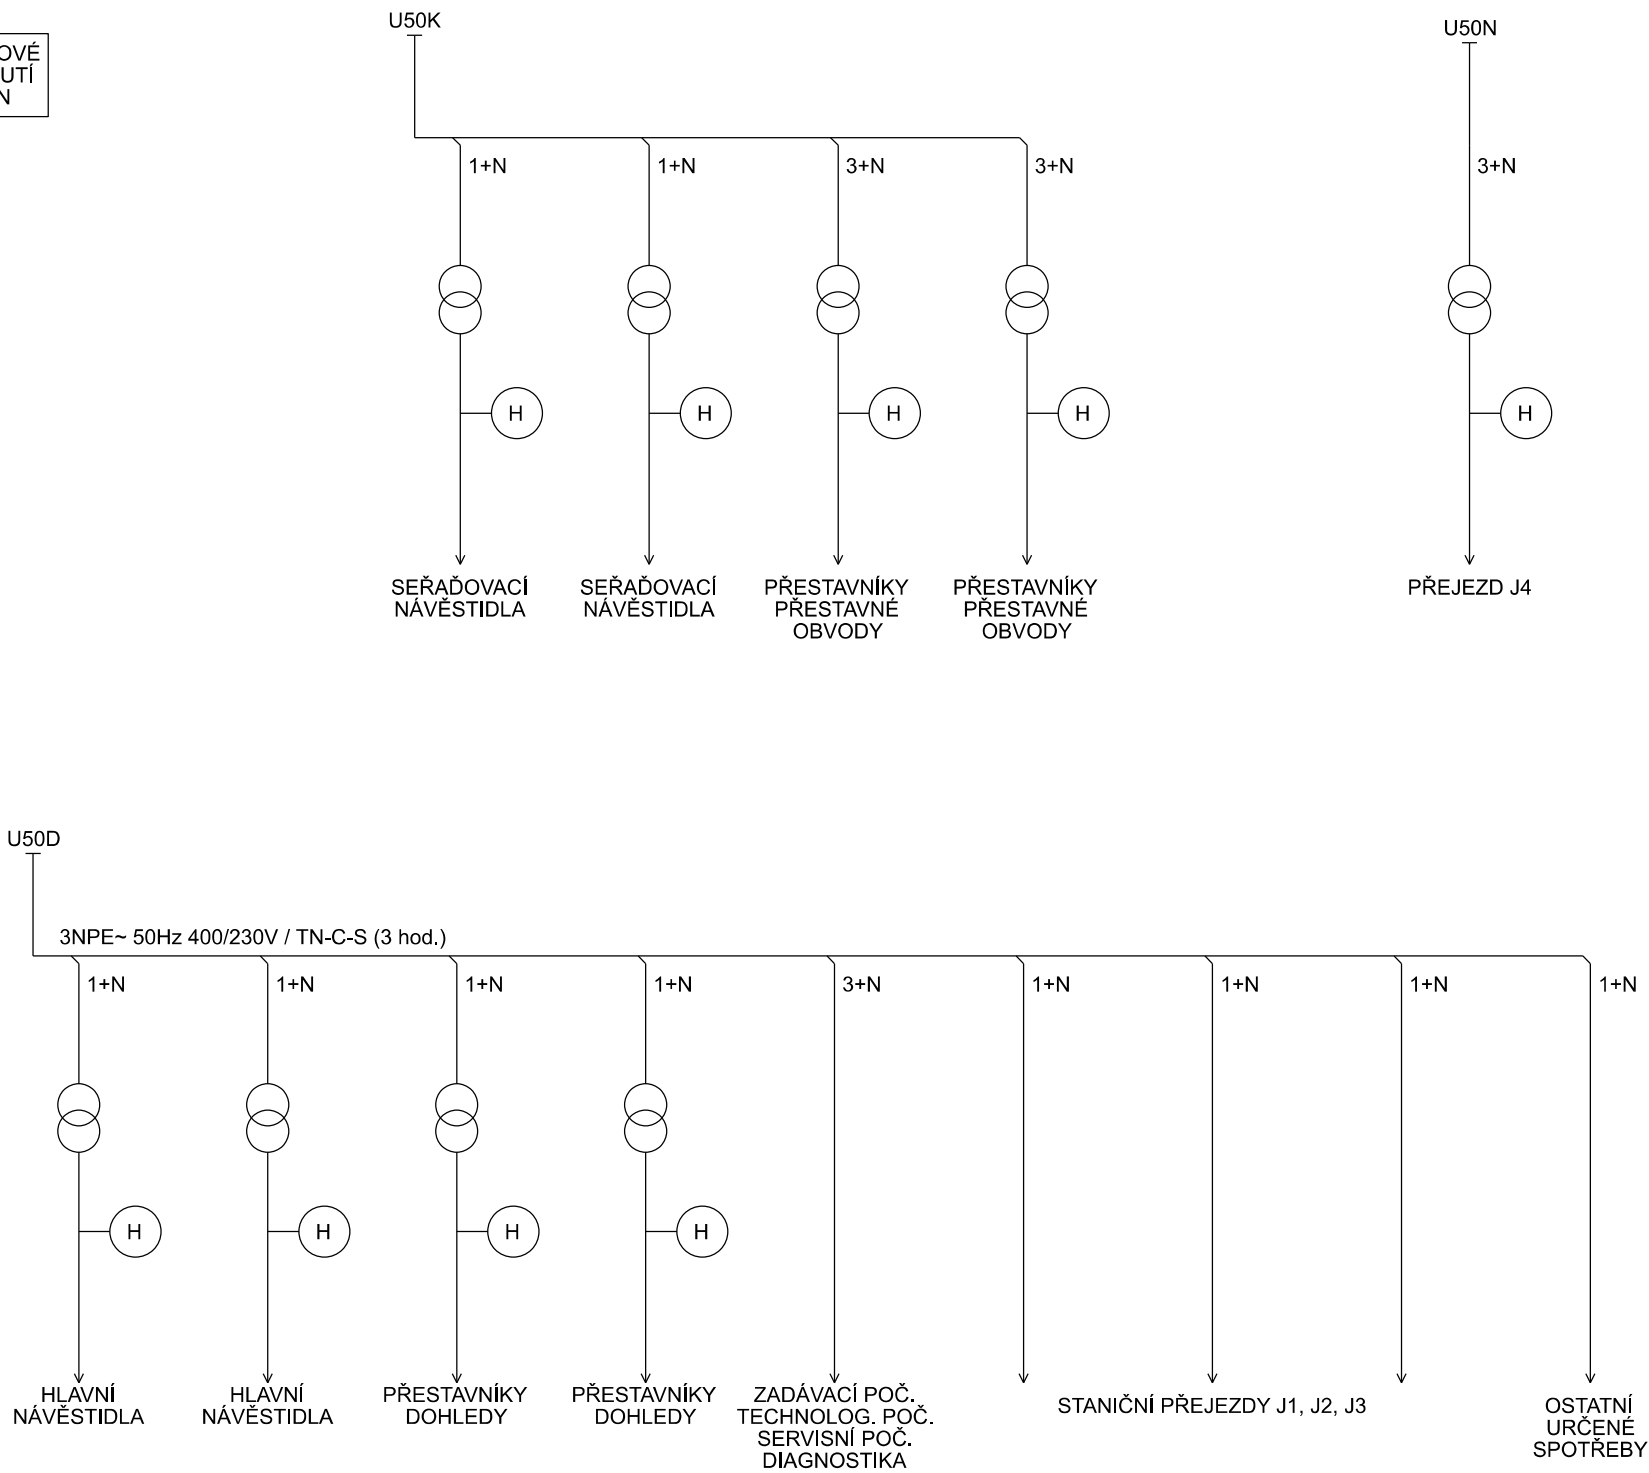 U50K
U50N
OVÉ
UTÍ
N
1+N
1+N
3+N
3+N
3+N
H
H
H
H
H
SEŘAĎOVACÍ
NÁVĚSTIDLA
SEŘAĎOVACÍ
NÁVĚSTIDLA
PŘESTAVNÍKY
PŘESTAVNÉ
OBVODY
PŘESTAVNÍKY
PŘESTAVNÉ
OBVODY
PŘEJEZD J4
U50D
3NPE~ 50Hz 400/230V / TN-C-S (3 hod.)
1+N
1+N
1+N
1+N
3+N
1+N
1+N
1+N
1+N
H
H
H
H
HLAVNÍ
NÁVĚSTIDLA
HLAVNÍ
NÁVĚSTIDLA
PŘESTAVNÍKY
DOHLEDY
PŘESTAVNÍKY
DOHLEDY
ZADÁVACÍ POČ.
TECHNOLOG. POČ.
SERVISNÍ POČ.
DIAGNOSTIKA
STANIČNÍ PŘEJEZDY J1, J2, J3
OSTATNÍ
URČENÉ
SPOTŘEBY